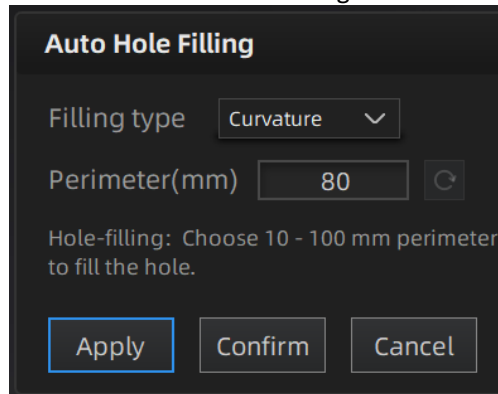 Auto Hole Filling
Filling type Curvature
Perimeter(mm) 80
Hole-filling: Choose 10 - 100 mm perimeter
to fill the hole.
Apply Confirm Cancel